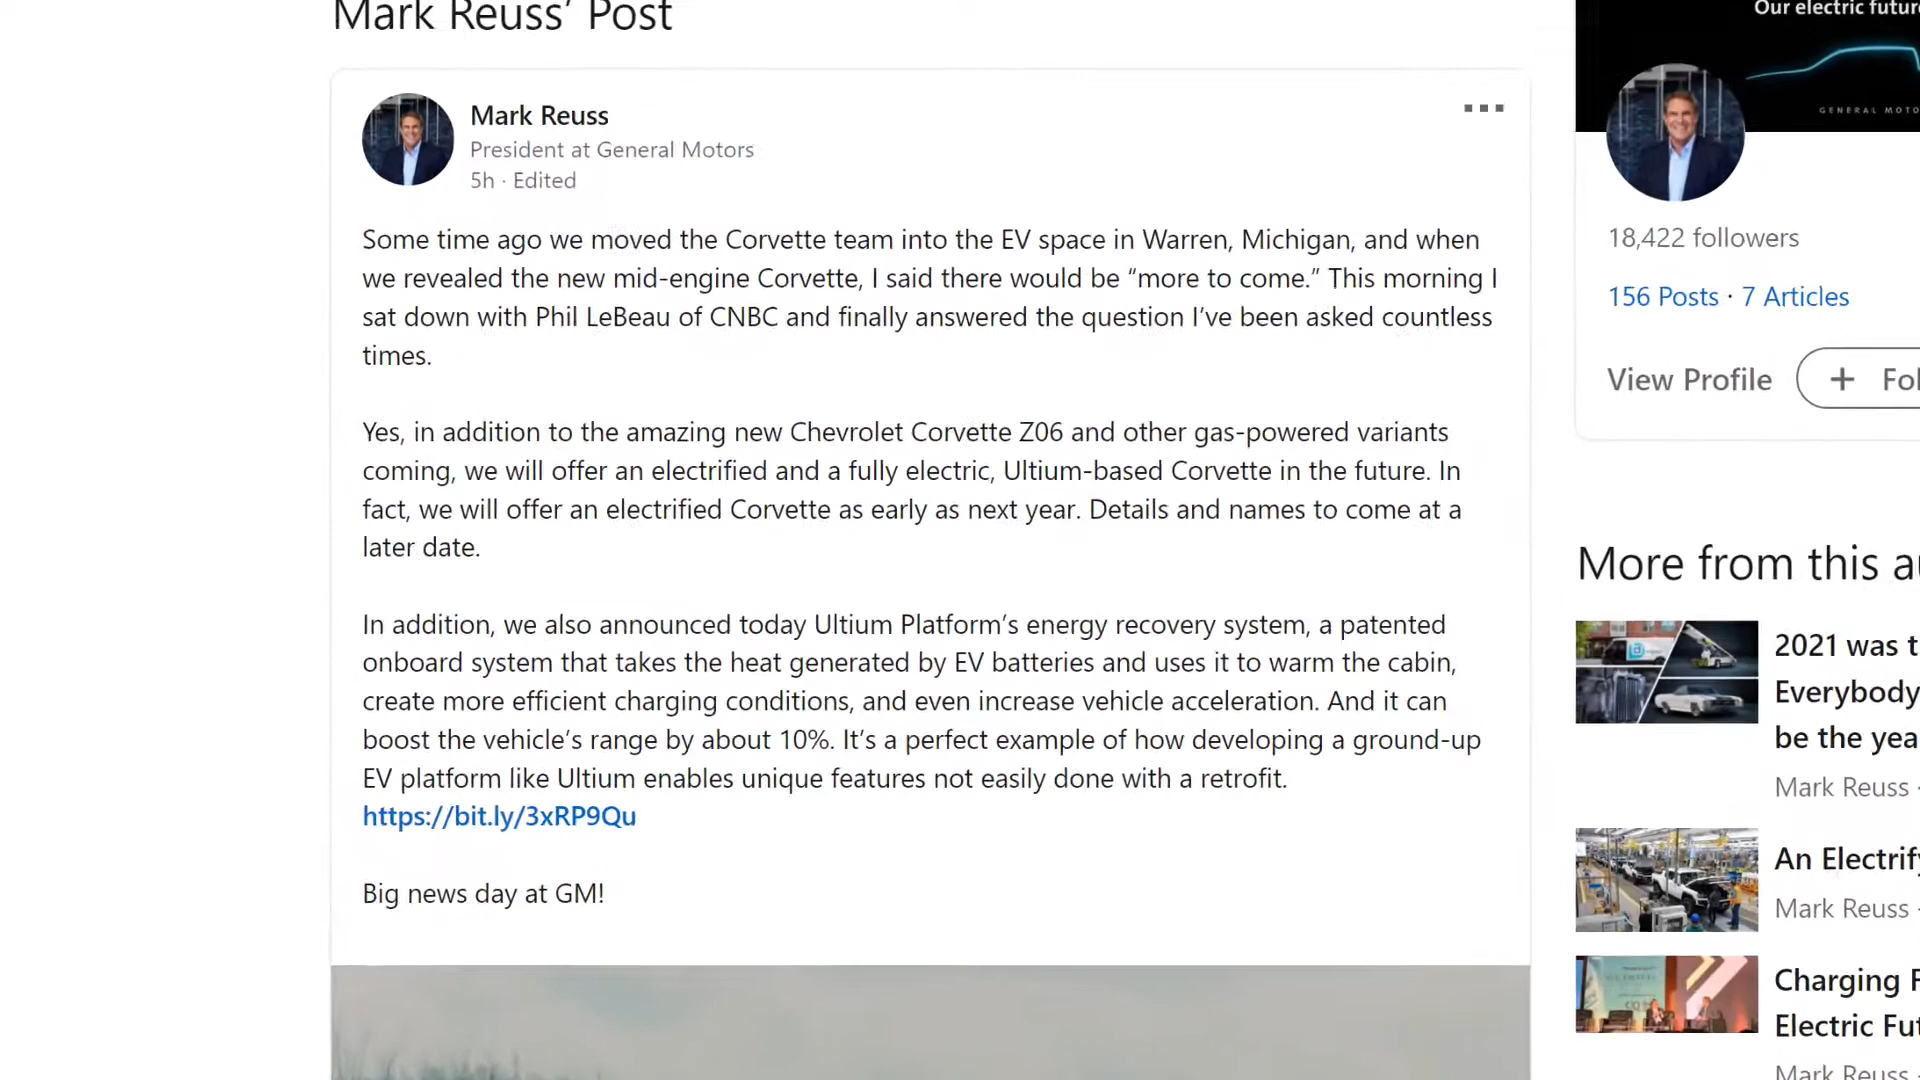 Mark Reuss’ Post
Mark Reuss
President at General Motors
5h · Edited
Some time ago we moved the Corvette team into the EV space in Warren, Michigan, and when
we revealed the new mid-engine Corvette, I said there would be “more to come.” This morning I
sat down with Phil LeBeau of CNBC and finally answered the question I’ve been asked countless
times.
Yes, in addition to the amazing new Chevrolet Corvette Z06 and other gas-powered variants
coming, we will offer an electrified and a fully electric, Ultium-based Corvette in the future. In
fact, we will offer an electrified Corvette as early as next year. Details and names to come at a
later date.
In addition, we also announced today Ultium Platform’s energy recovery system, a patented
onboard system that takes the heat generated by EV batteries and uses it to warm the cabin,
create more efficient charging conditions, and even increase vehicle acceleration. And it can
boost the vehicle’s range by about 10%. It’s a perfect example of how developing a ground-up
EV platform like Ultium enables unique features not easily done with a retrofit.
https://bit.ly/3xRP9Qu
Big news day at GM!
Our electric future
GENERAL MOTO
18,422 followers
156 Posts · 7 Articles
View Profile
+ Fol
More from this au
2021 was t
Everybody
be the yea
Mark Reuss ·
An Electrify
Mark Reuss ·
Charging F
Electric Fut
Mark Reuss ·